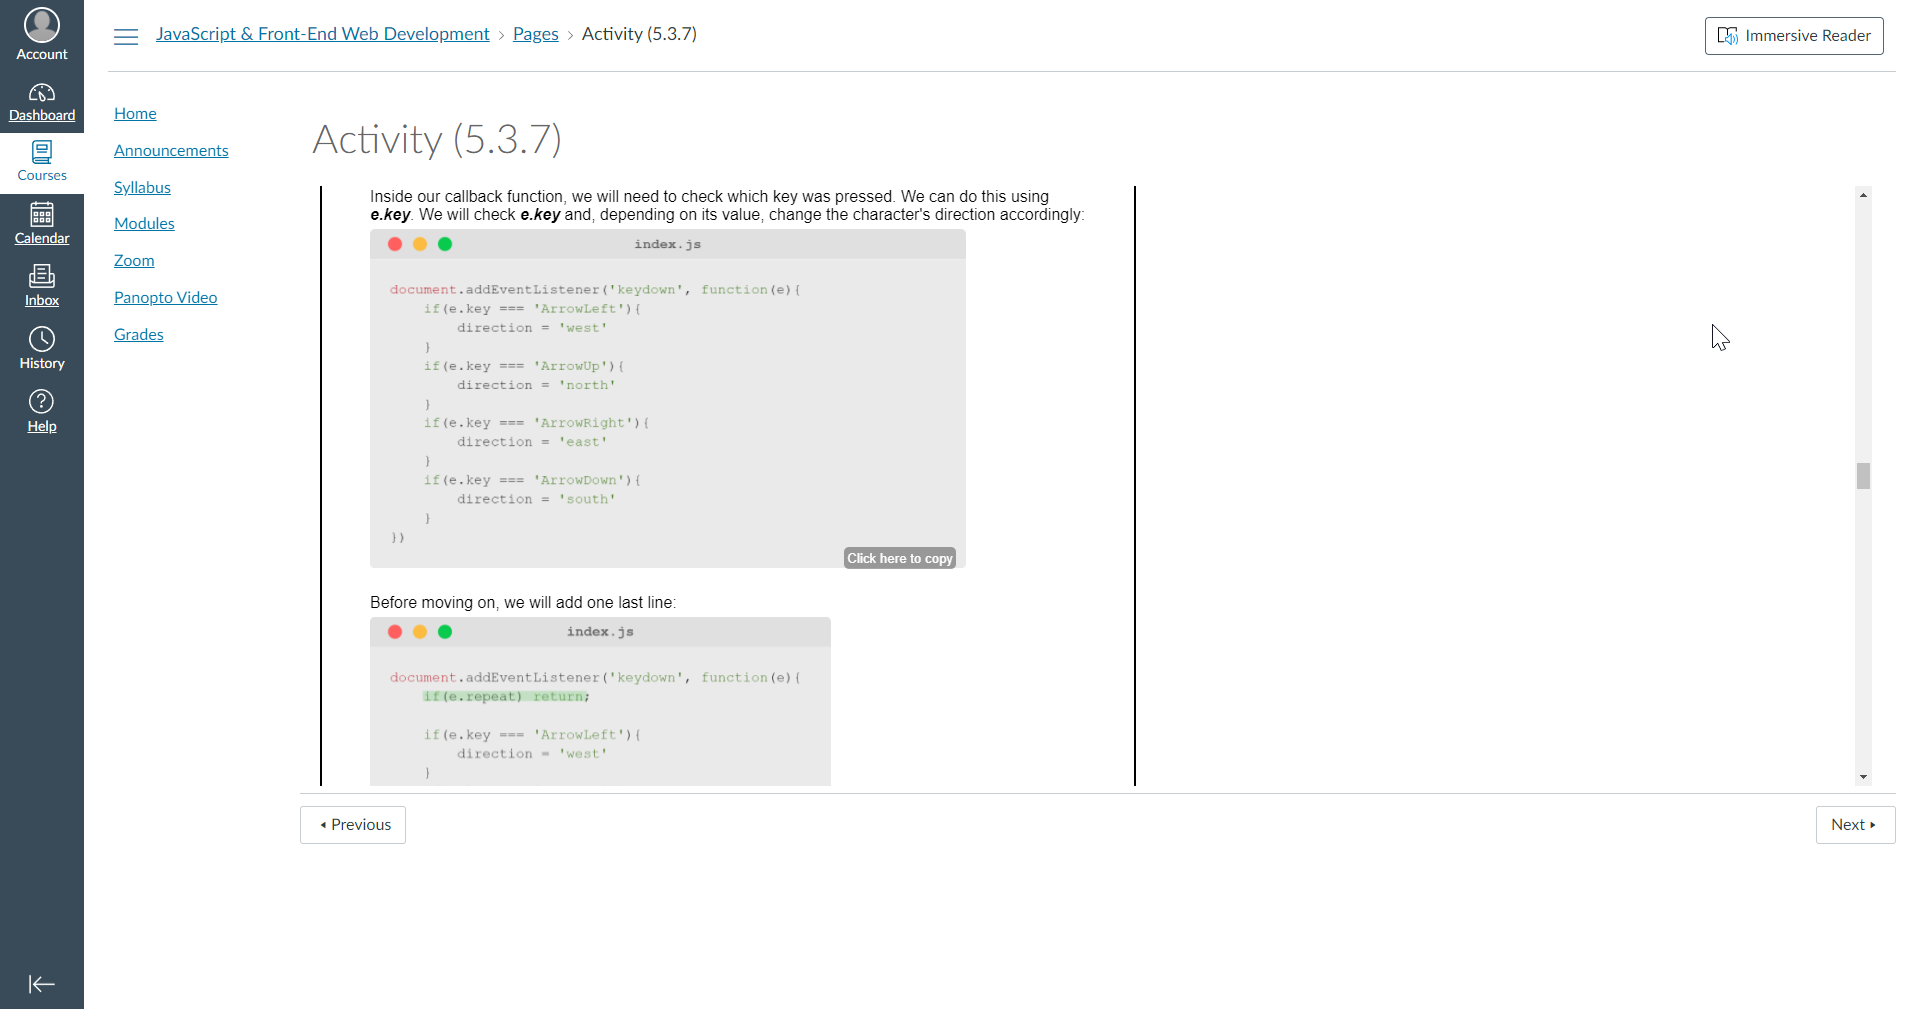 Account
Dashboard
Courses
Calendar
Inbox
History
Help
JavaScript & Front-End Web Development › Pages › Activity (5.3.7)
Immersive Reader
Home
Announcements
Syllabus
Modules
Zoom
Panopto Video
Grades
Activity (5.3.7)
Inside our callback function, we will need to check which key was pressed. We can do this using
e.key. We will check e.key and, depending on its value, change the character's direction accordingly:
index.js
document.addEventListener('keydown', function(e){
    if(e.key === 'ArrowLeft'){
        direction = 'west'
    }
    if(e.key === 'ArrowUp'){
        direction = 'north'
    }
    if(e.key === 'ArrowRight'){
        direction = 'east'
    }
    if(e.key === 'ArrowDown'){
        direction = 'south'
    }
})
Click here to copy
Before moving on, we will add one last line:
index.js
document.addEventListener('keydown', function(e){
    if(e.repeat) return;
    if(e.key === 'ArrowLeft'){
        direction = 'west'
    }
Previous
Next